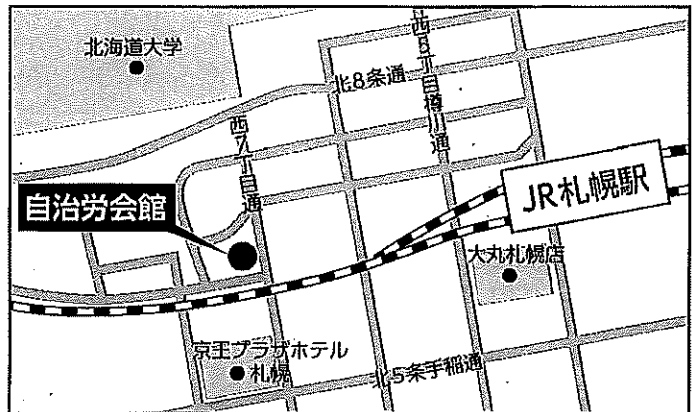 北海道大学
北8条通
西5丁目樽川通
西7丁目通
自治労会館
JR札幌駅
大丸札幌店
京王プラザホテル
札幌
北5条手稲通